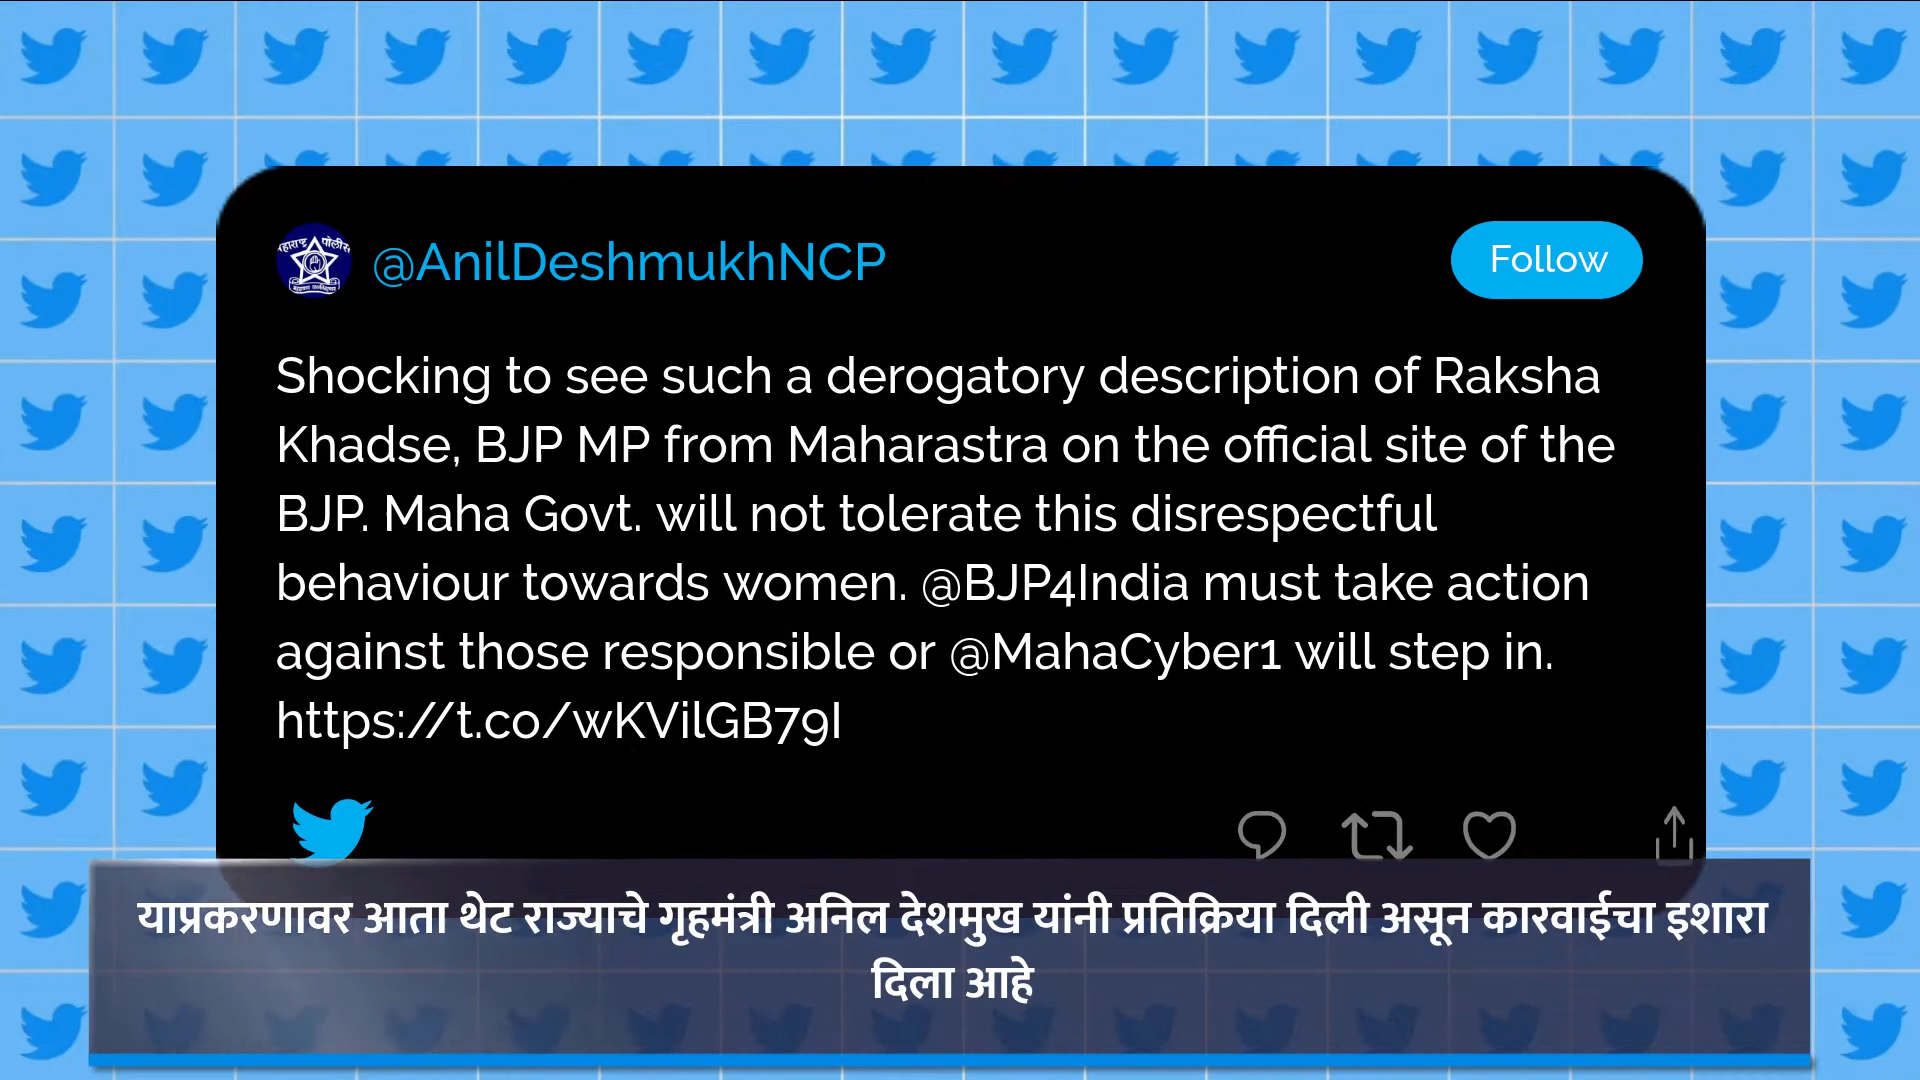 महाराष्ट्र पोलीस
@AnilDeshmukhNCP
Follow
Shocking to see such a derogatory description of Raksha
Khadse, BJP MP from Maharastra on the official site of the
BJP. Maha Govt. will not tolerate this disrespectful
behaviour towards women. @BJP4India must take action
against those responsible or @MahaCyber1 will step in.
https://t.co/wKVilGB79I
याप्रकरणावर आता थेट राज्याचे गृहमंत्री अनिल देशमुख यांनी प्रतिक्रिया दिली असून कारवाईचा इशारा
दिला आहे